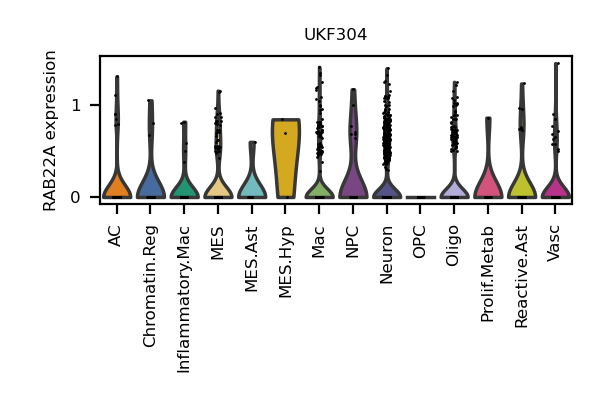 UKF304
RAB22A expression
1
0
AC
Chromatin.Reg
Inflammatory.Mac
MES
MES.Ast
MES.Hyp
Mac
NPC
Neuron
OPC
Oligo
Prolif.Metab
Reactive.Ast
Vasc